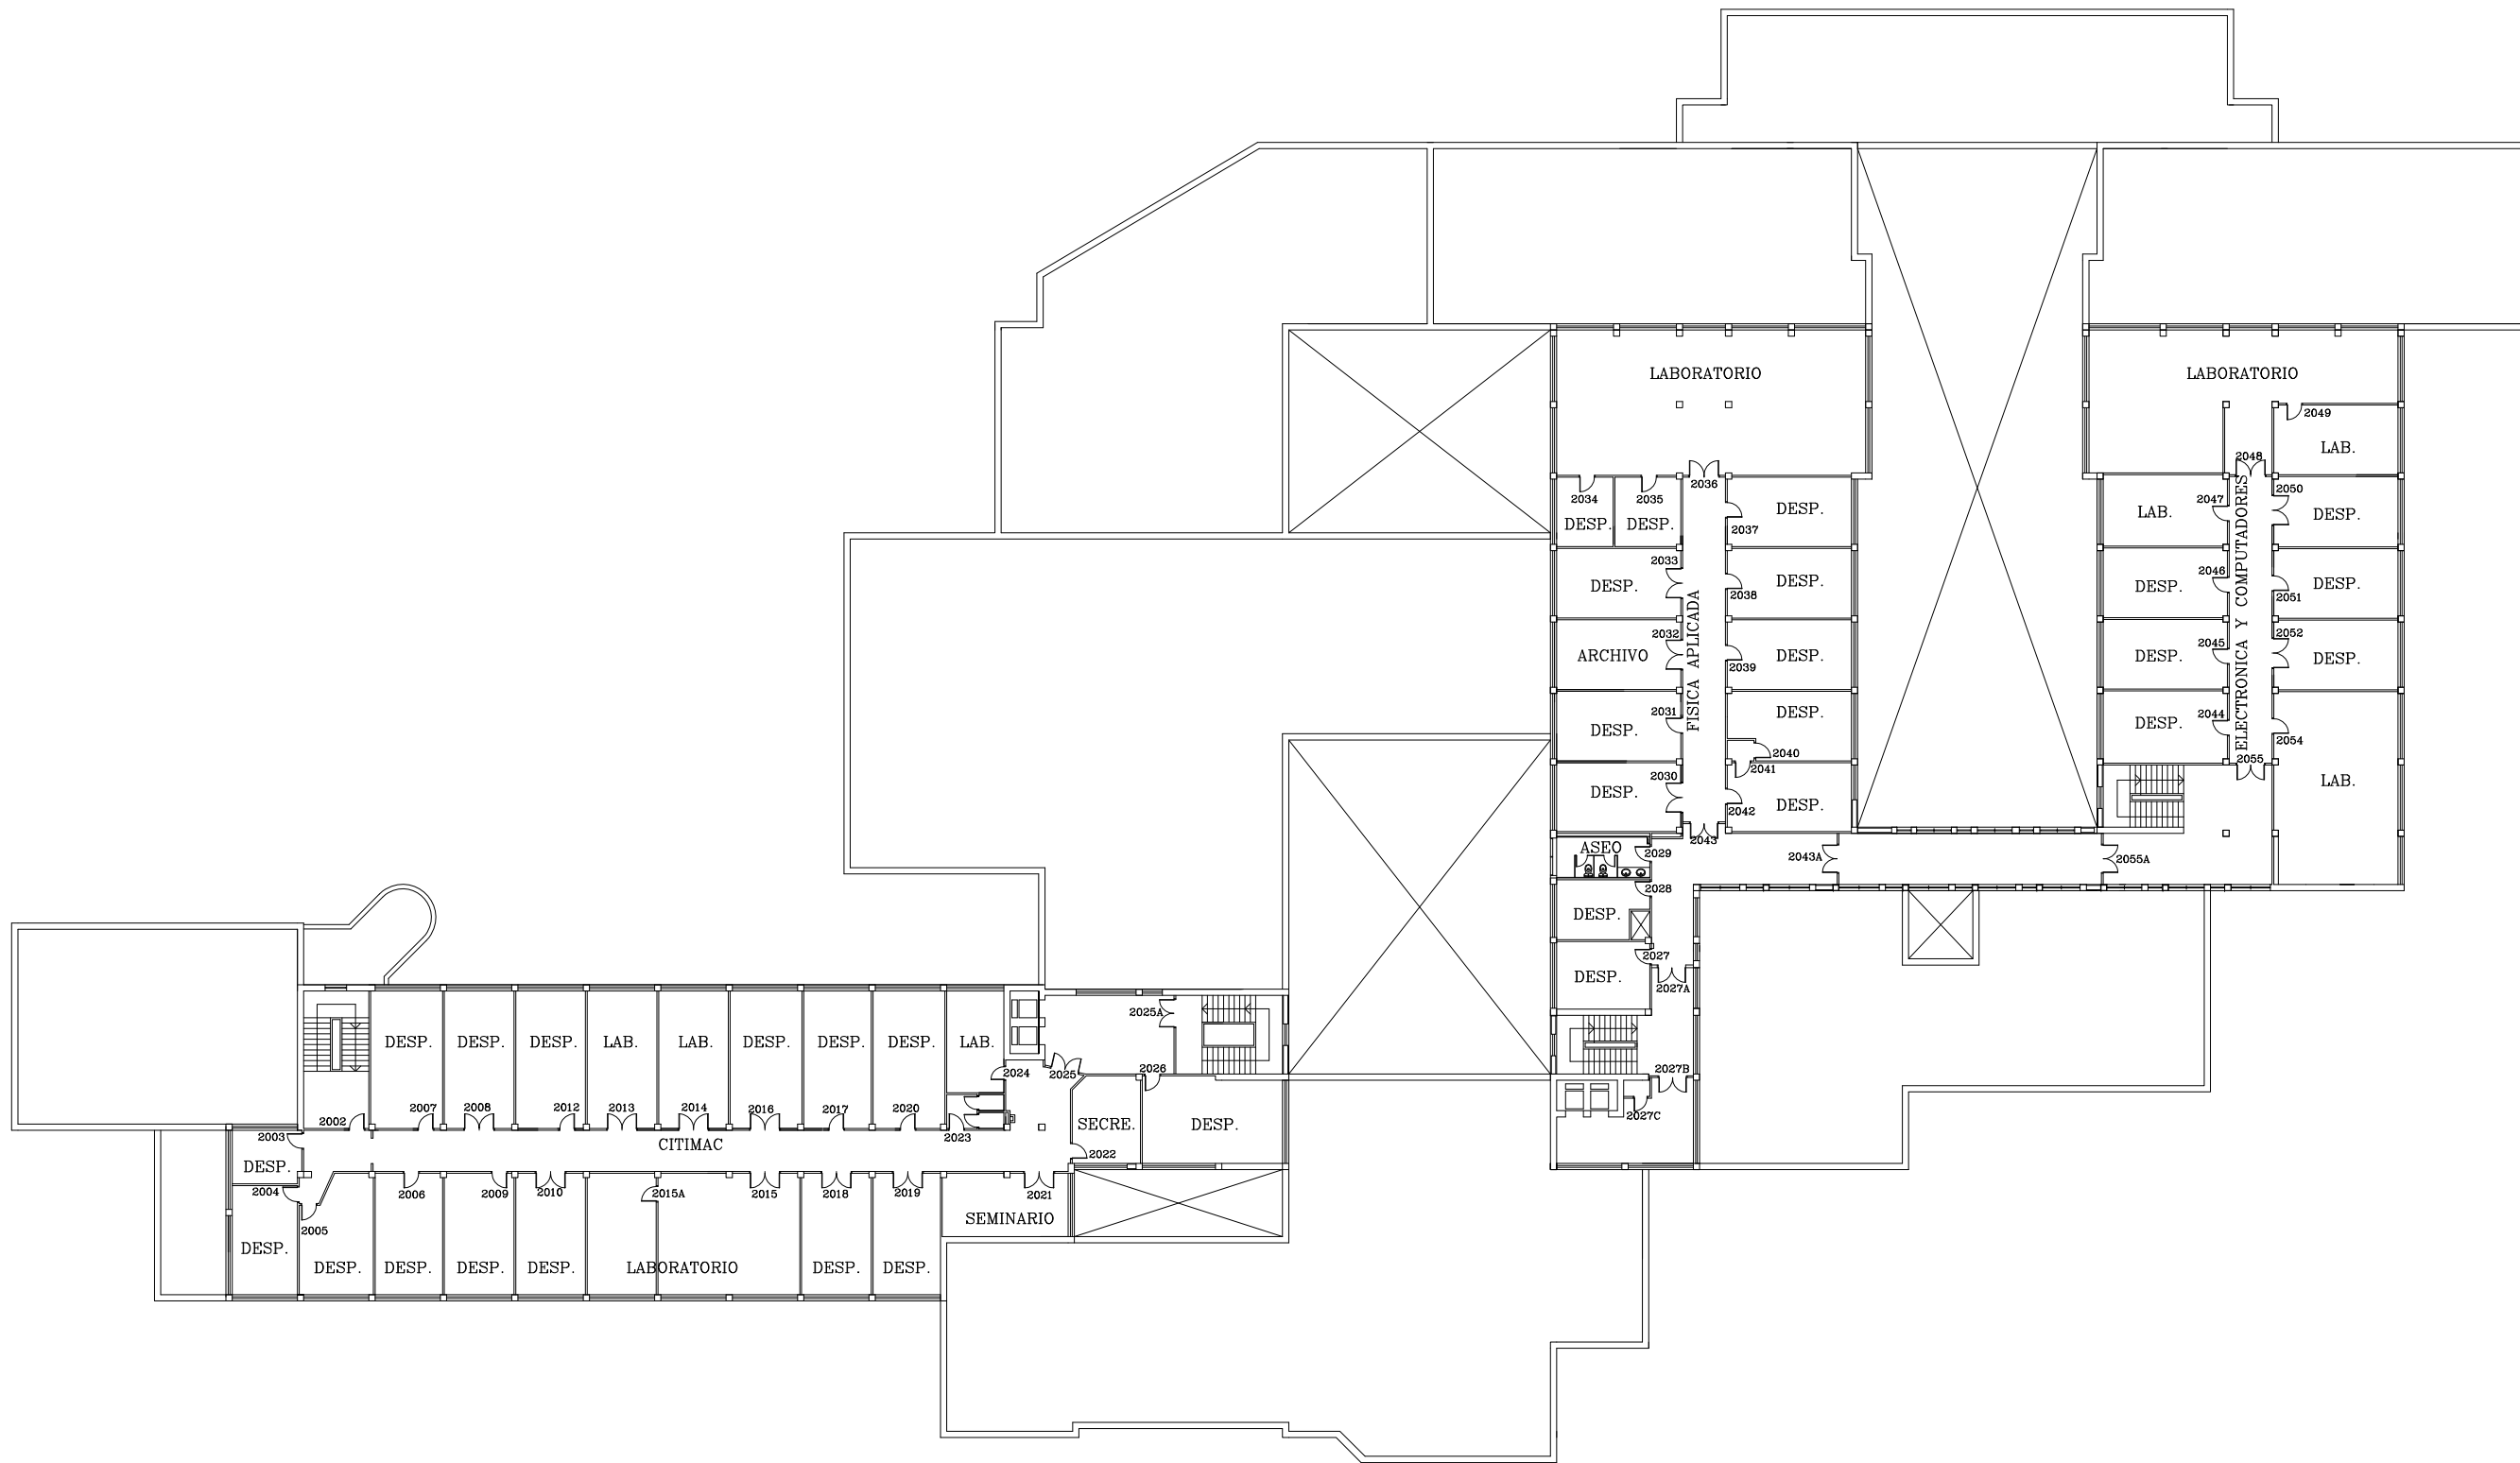 LABORATORIO
LABORATORIO
2049
LAB.
2048
2034
2035
2036
2047
2050
DESP.
DESP.
DESP.
2037
LAB.
DESP.
2033
DESP.
DESP.
2038
2046
DESP.
DESP.
2051
FISICA APLICADA
ELECTRONICA Y COMPUTADORES
2032
ARCHIVO
DESP.
2039
2045
DESP.
2052
DESP.
2031
DESP.
DESP.
2040
2044
DESP.
2054
2030
DESP.
2041
2042
DESP.
2055
LAB.
2043
ASEO
2029
2043A
2055A
2028
DESP.
2027
DESP.
2027A
2025A
DESP.
DESP.
DESP.
LAB.
LAB.
DESP.
DESP.
DESP.
LAB.
2024
2025
2026
2027B
2002
2007
2008
2012
2013
2014
2016
2017
2020
2023
SECRE.
DESP.
2027C
2003
CITIMAC
2022
DESP.
2004
2006
2009
2010
2015A
2015
2018
2019
2021
2005
SEMINARIO
DESP.
DESP.
DESP.
DESP.
DESP.
LABORATORIO
DESP.
DESP.